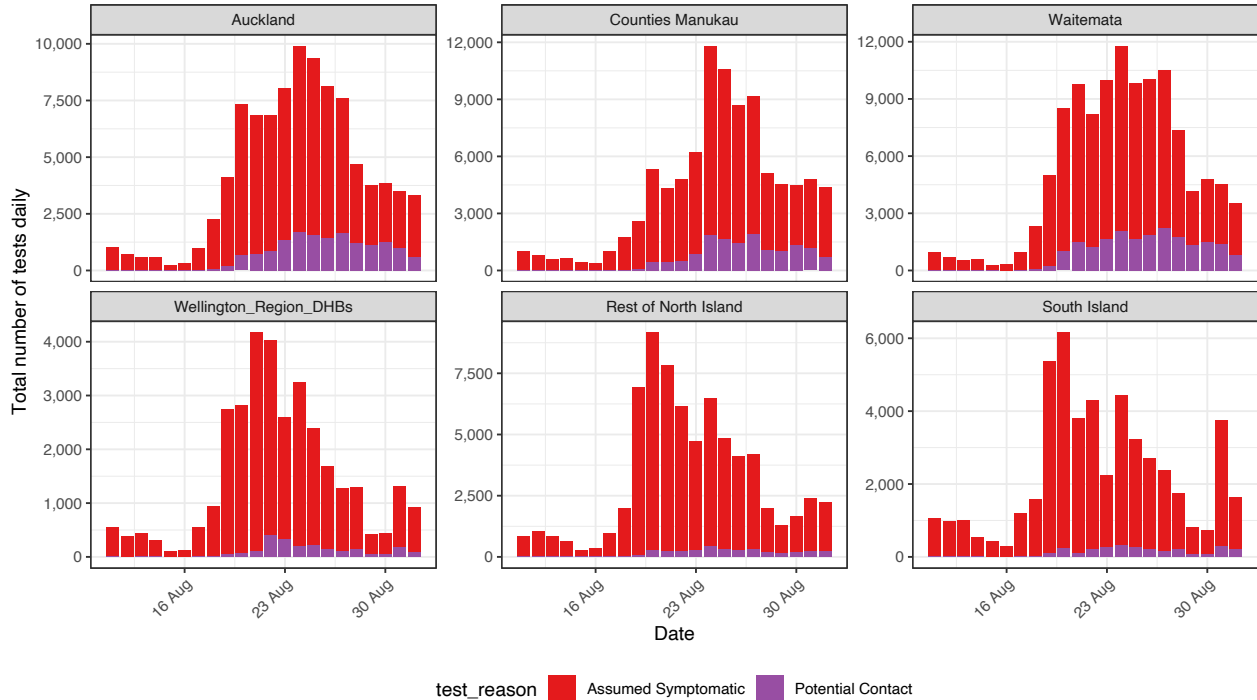 Auckland
Counties Manukau
Waitemata
10,000
7,500
5,000
2,500
0
12,000
9,000
6,000
3,000
0
12,000
9,000
6,000
3,000
0
Total number of tests daily
Wellington_Region_DHBs
Rest of North Island
South Island
4,000
3,000
2,000
1,000
0
7,500
5,000
2,500
0
6,000
4,000
2,000
0
16 Aug
23 Aug
30 Aug
16 Aug
23 Aug
30 Aug
16 Aug
23 Aug
30 Aug
Date
test_reason Assumed Symptomatic Potential Contact